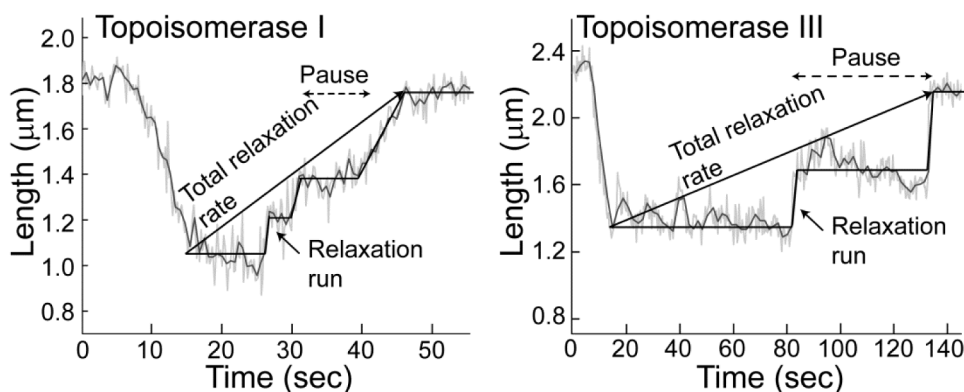 Topoisomerase I
Length (μm)
2.0
1.8
1.6
1.4
1.2
1.0
0.8
Pause
Total relaxation
rate
Relaxation
run
0 10 20 30 40 50
Time (sec)
Topoisomerase III
Length (μm)
2.4
2.0
1.6
1.2
0.8
Pause
Total relaxation
rate
Relaxation
run
0 20 40 60 80 100 120 140
Time (sec)